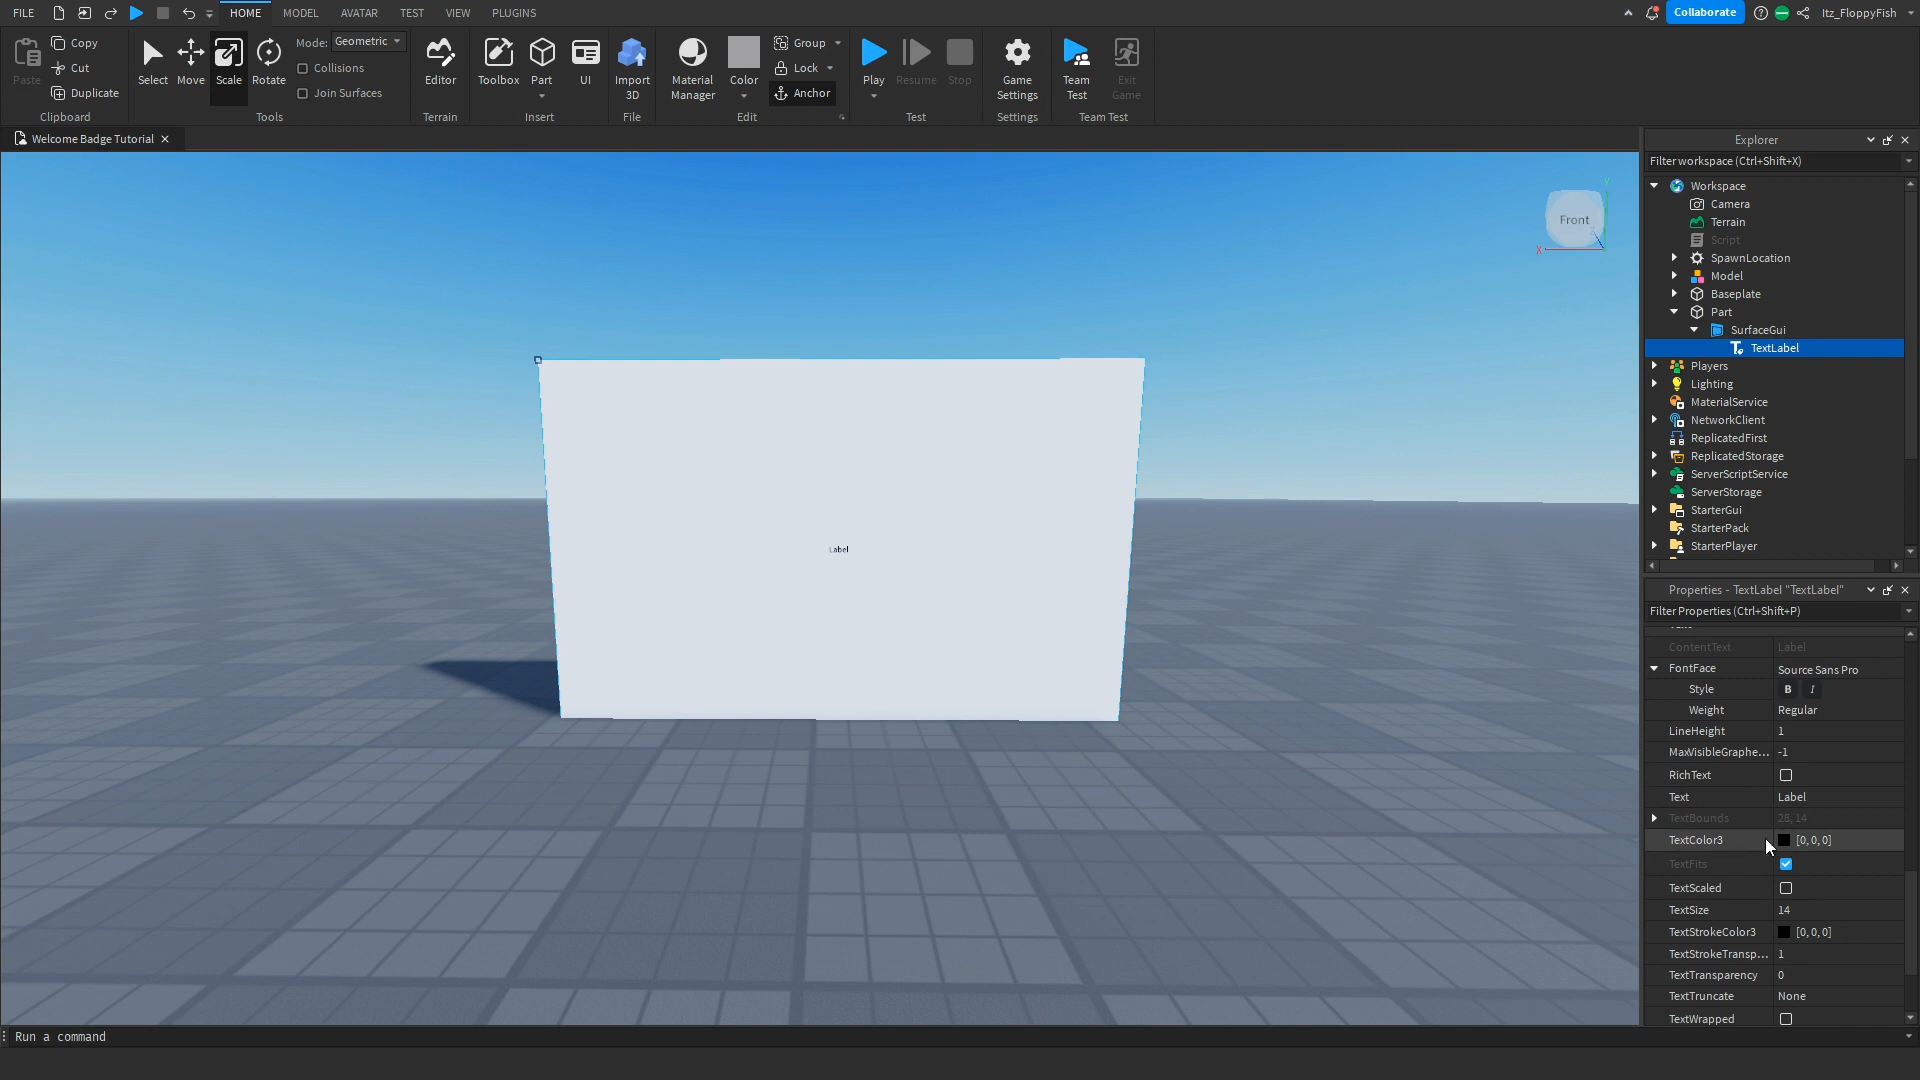 FILE HOME MODEL AVATAR TEST VIEW PLUGINS Collaborate Itz_FloppyFish
Copy
Cut
Duplicate
Paste
Clipboard
Select Move Scale Rotate
Mode: Geometric
Collisions
Join Surfaces
Tools
Editor
Terrain
Toolbox Part UI
Insert
Import
3D
File
Material
Manager
Color
Group
Lock
Anchor
Edit
Play Resume Stop
Test
Game
Settings
Settings
Team
Test
Exit
Game
Team Test
Welcome Badge Tutorial
Front
X
Y
Z
Label
Explorer
Filter workspace (Ctrl+Shift+X)
Workspace
Camera
Terrain
Script
SpawnLocation
Model
Baseplate
Part
SurfaceGui
TextLabel
Players
Lighting
MaterialService
NetworkClient
ReplicatedFirst
ReplicatedStorage
ServerScriptService
ServerStorage
StarterGui
StarterPack
StarterPlayer
Properties - TextLabel "TextLabel"
Filter Properties (Ctrl+Shift+P)
ContentText Label
FontFace Source Sans Pro
Style B I
Weight Regular
LineHeight 1
MaxVisibleGraphe... -1
RichText
Text Label
TextBounds 28, 14
TextColor3 [0, 0, 0]
TextFits
TextScaled
TextSize 14
TextStrokeColor3 [0, 0, 0]
TextStrokeTransp... 1
TextTransparency 0
TextTruncate None
TextWrapped
Run a command